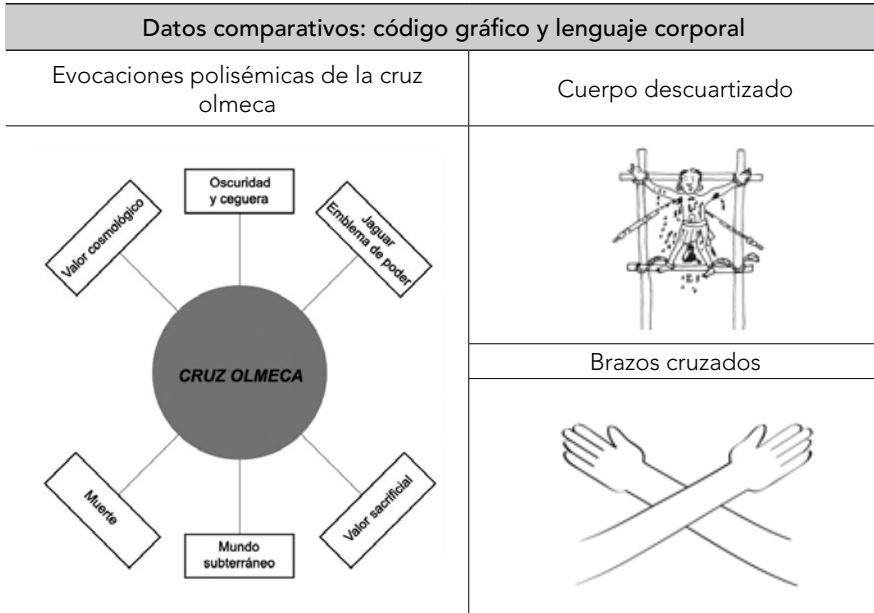 Datos comparativos: código gráfico y lenguaje corporal
Evocaciones polisémicas de la cruz
olmeca
Cuerpo descuartizado
Oscuridad
y ceguera
Valor cosmológico
Jaguar
Emblema de poder
CRUZ OLMECA
Muerte
Mundo
subterráneo
Valor sacrificial
Brazos cruzados